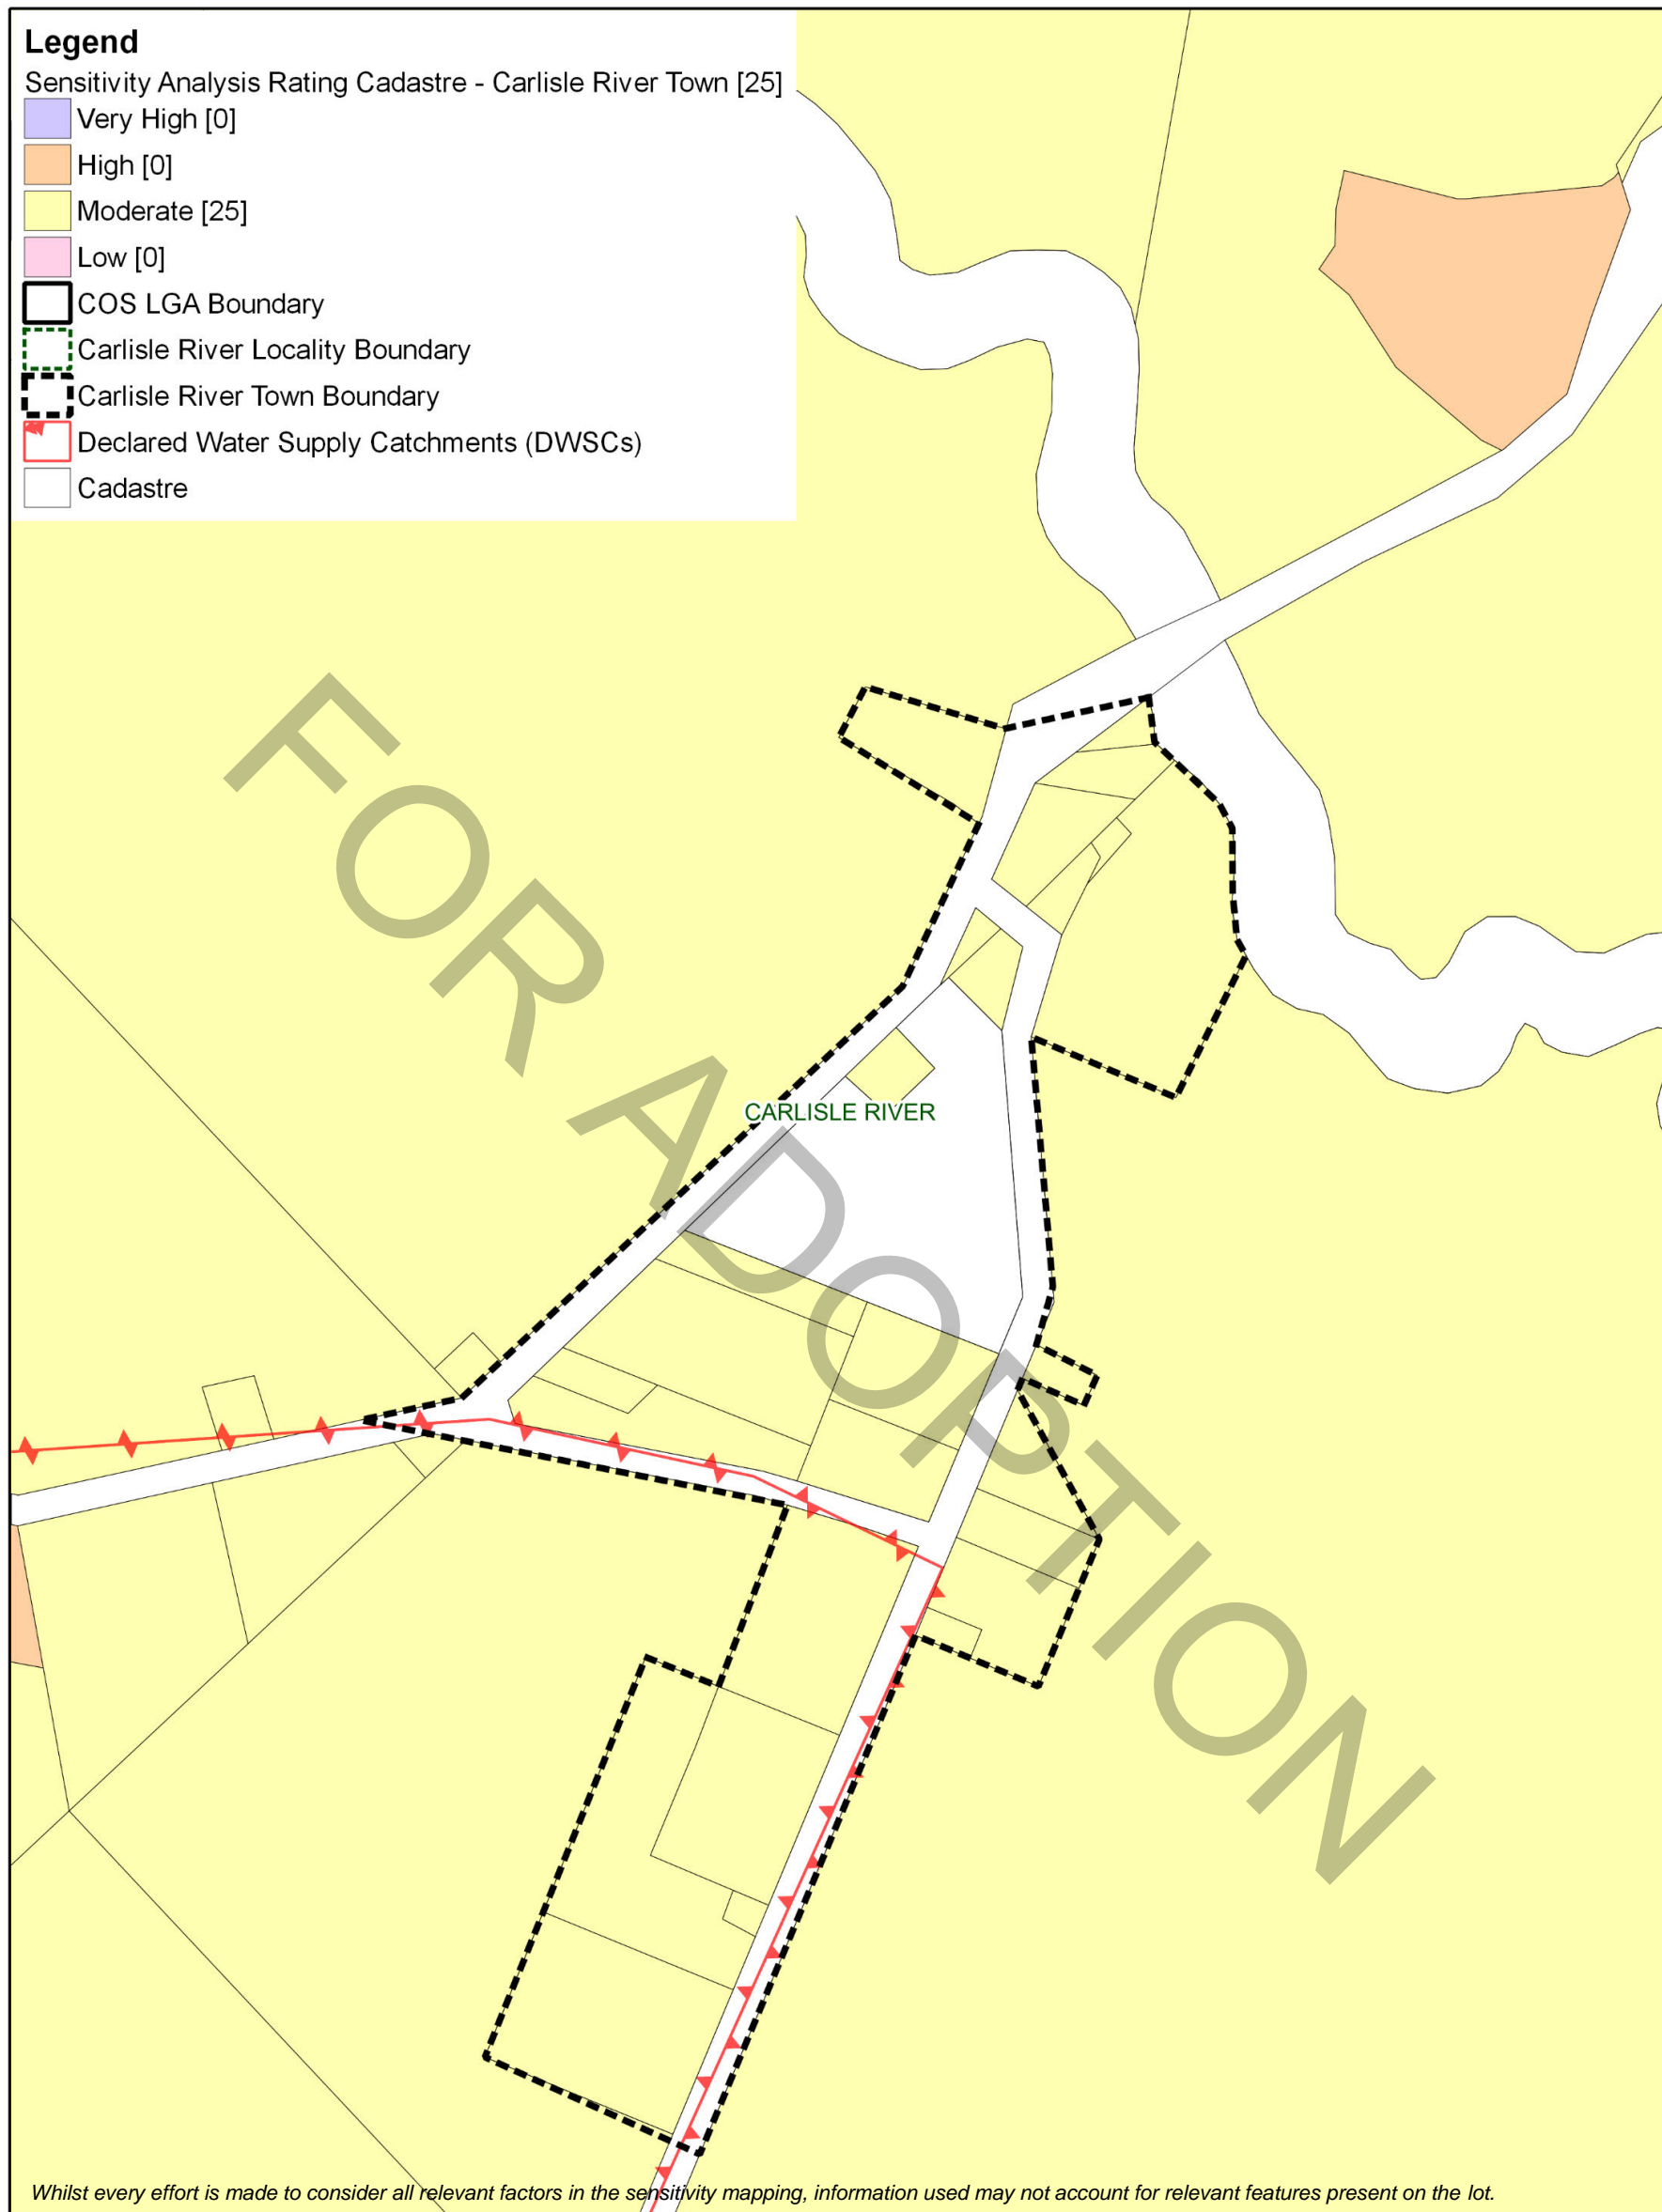 Legend
Sensitivity Analysis Rating Cadastre - Carlisle River Town [25]
Very High [0]
High [0]
Moderate [25]
Low [0]
COS LGA Boundary
Carlisle River Locality Boundary
Carlisle River Town Boundary
Declared Water Supply Catchments (DWSCs)
Cadastre
FOR ADOPTION
CARLISLE RIVER
Whilst every effort is made to consider all relevant factors in the sensitivity mapping, information used may not account for relevant features present on the lot.